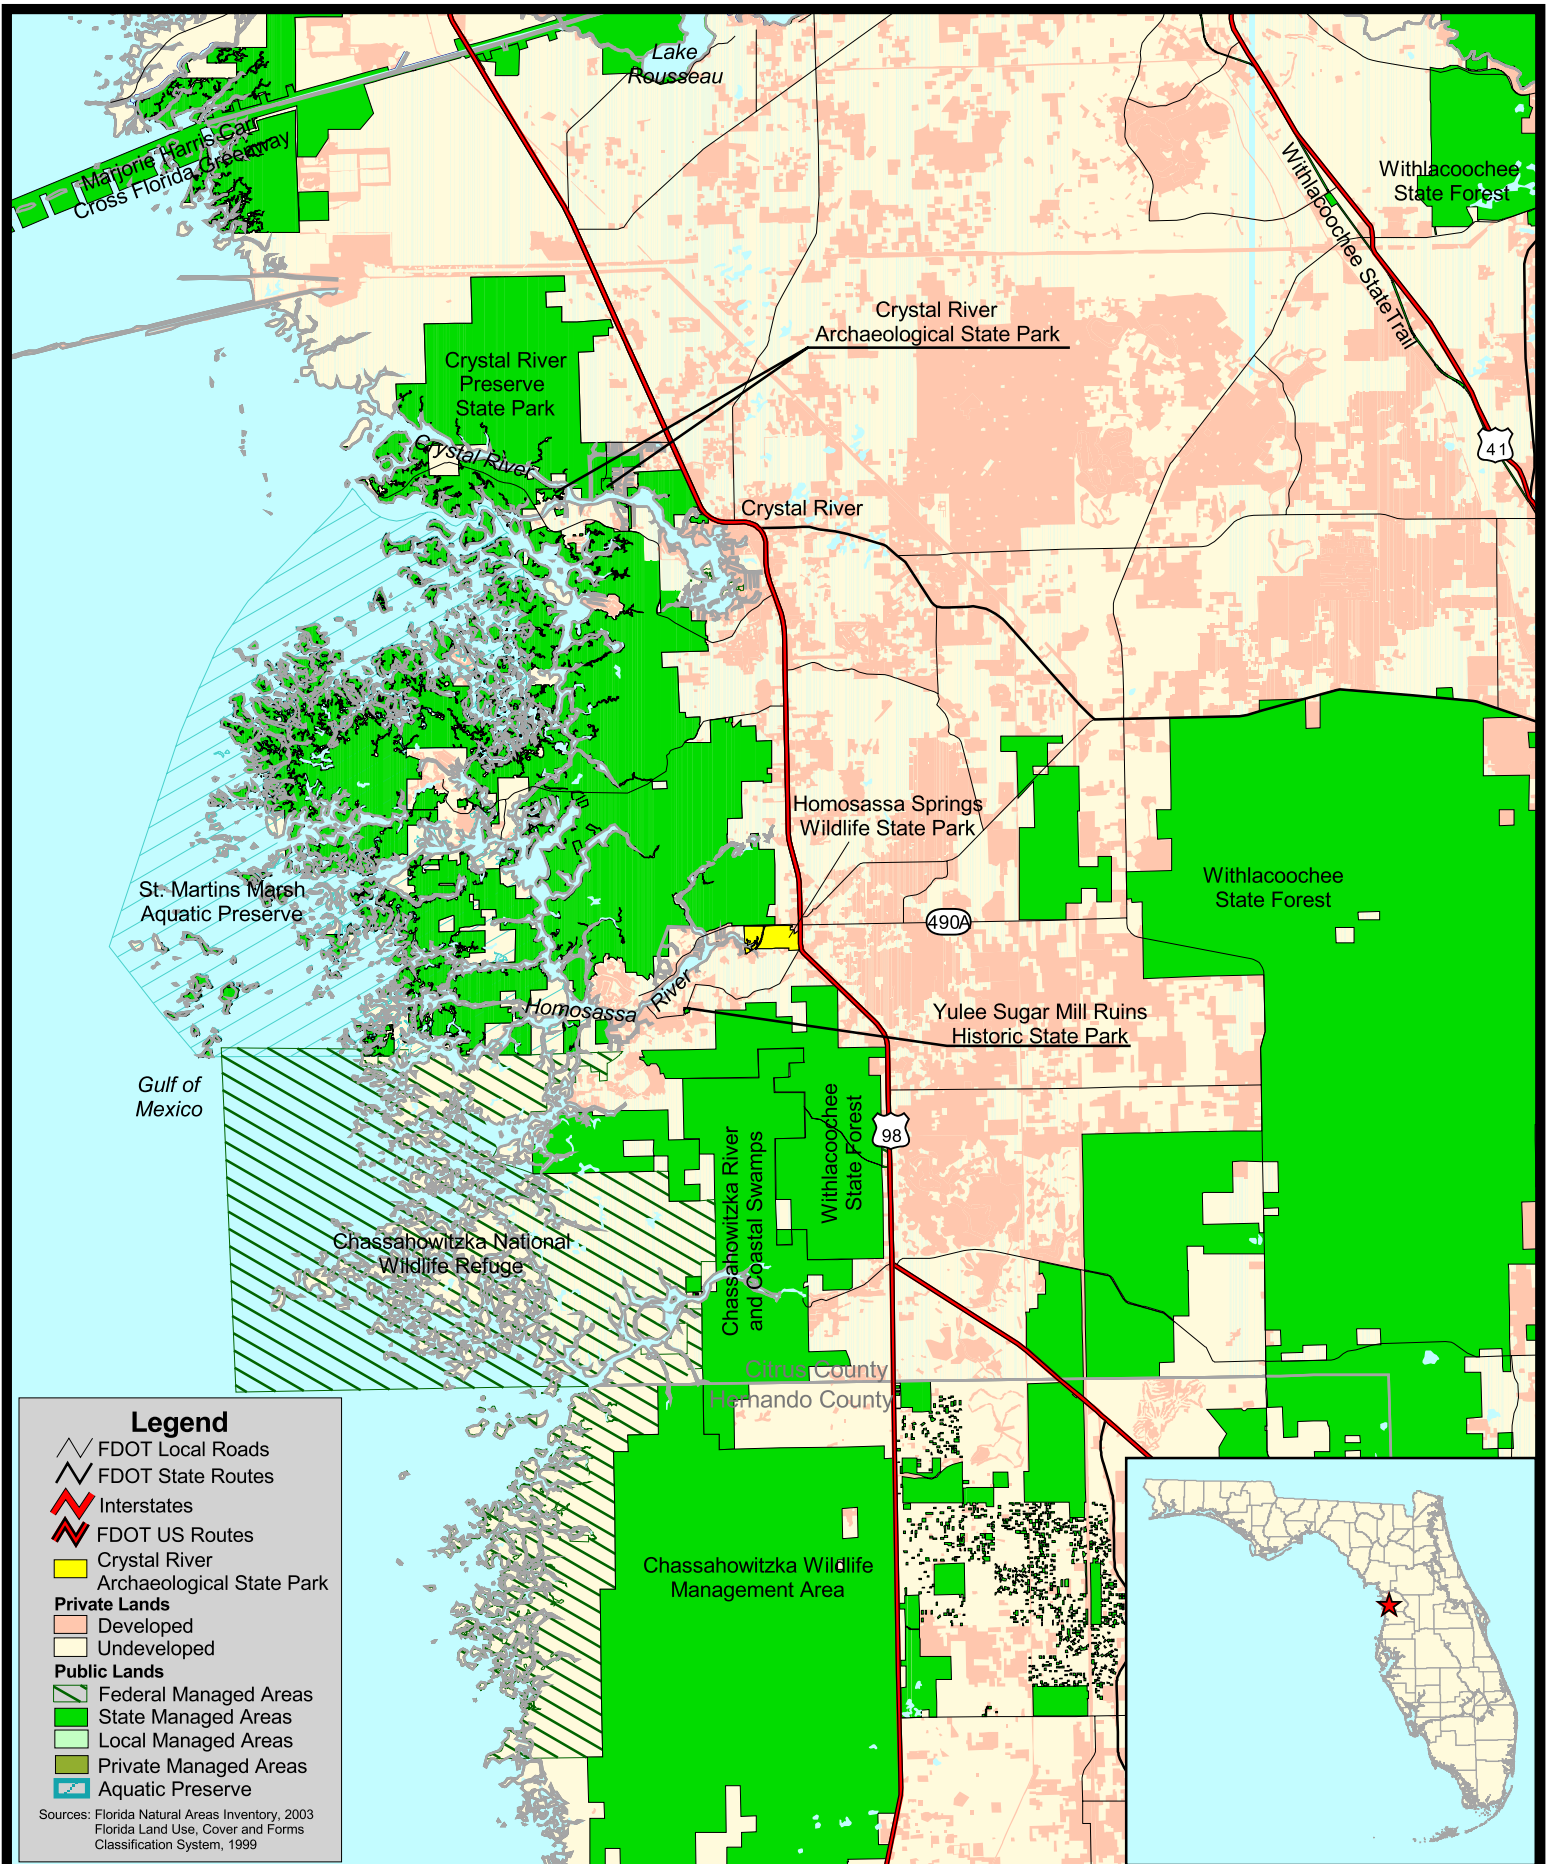 Lake
Rousseau
Marjorie Harris Carr
Cross Florida Greenway
Withlacoochee State Trail
Withlacoochee
State Forest
Crystal River
Archaeological State Park
Crystal River
Preserve
State Park
Crystal River
41
Crystal River
Homosassa Springs
Wildlife State Park
St. Martins Marsh
Aquatic Preserve
Withlacoochee
State Forest
490A
Homosassa River
Yulee Sugar Mill Ruins
Historic State Park
Gulf of
Mexico
98
Chassahowitzka River
and Coastal Swamps
Withlacoochee
State Forest
Chassahowitzka National
Wildlife Refuge
Citrus County
Hernando County
Chassahowitzka Wildlife
Management Area
Legend
FDOT Local Roads
FDOT State Routes
Interstates
FDOT US Routes
Crystal River
Archaeological State Park
Private Lands
Developed
Undeveloped
Public Lands
Federal Managed Areas
State Managed Areas
Local Managed Areas
Private Managed Areas
Aquatic Preserve
Sources: Florida Natural Areas Inventory, 2003
Florida Land Use, Cover and Forms
Classification System, 1999